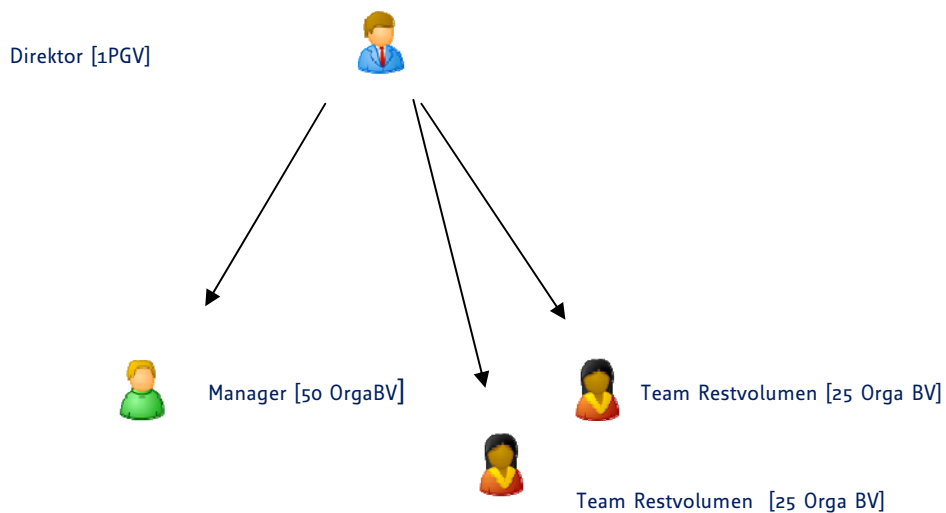 Direktor [1PGV]
Manager [50 OrgaBV]
Team Restvolumen [25 Orga BV]
Team Restvolumen [25 Orga BV]